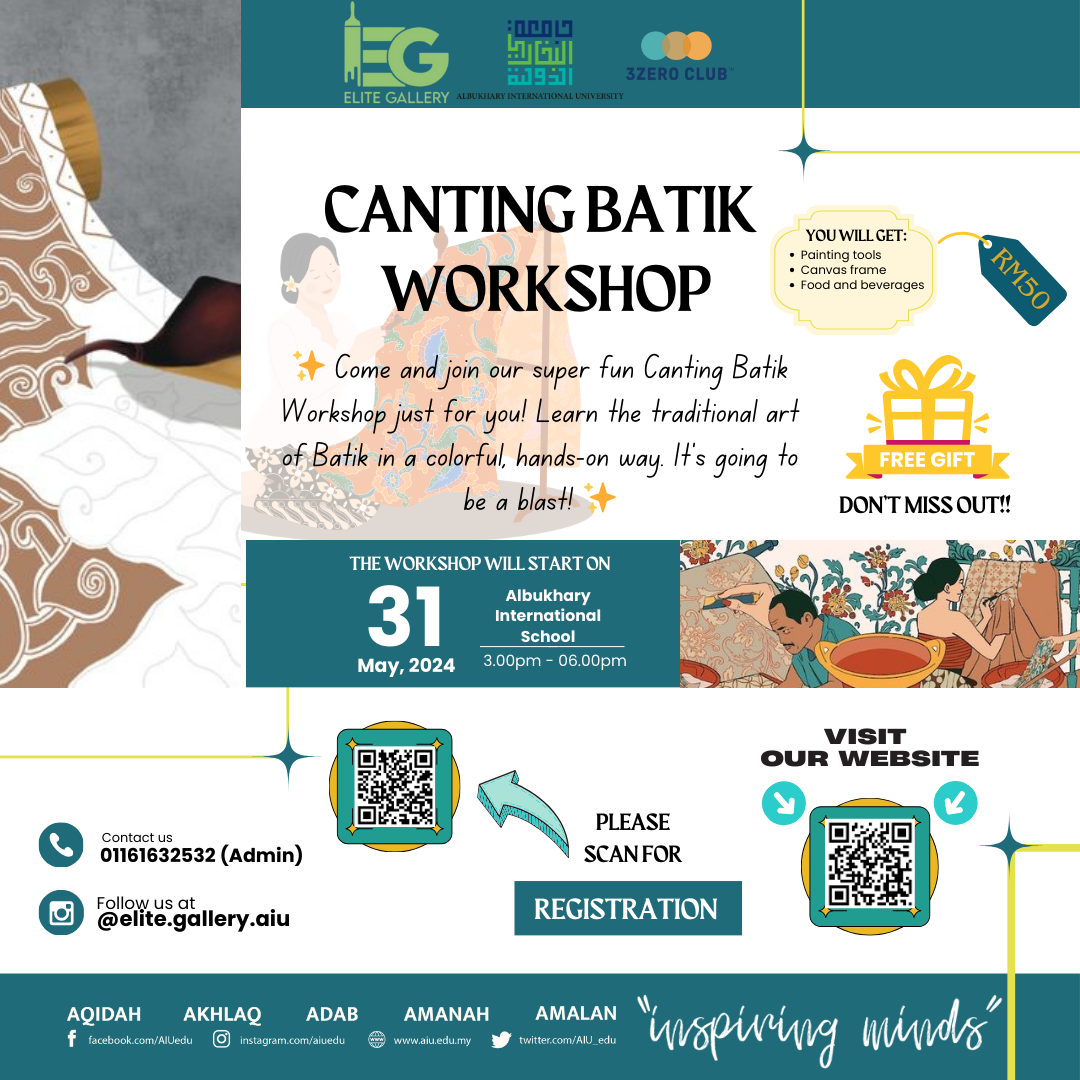 EG
ELITE GALLERY
جامعة
البخاري
الدولية
ALBUKHARY INTERNATIONAL UNIVERSITY
3ZERO CLUB™
CANTING BATIK
WORKSHOP
✨ Come and join our super fun Canting Batik
Workshop just for you! Learn the traditional art
of Batik in a colorful, hands-on way. It's going to
be a blast! ✨
YOU WILL GET:
• Painting tools
• Canvas frame
• Food and beverages
RM50
FREE GIFT
DON'T MISS OUT!!
THE WORKSHOP WILL START ON
31
May, 2024
Albukhary
International
School
3.00pm - 06.00pm
VISIT
OUR WEBSITE
PLEASE
SCAN FOR
REGISTRATION
Contact us
01161632532 (Admin)
Follow us at
@elite.gallery.aiu
AQIDAH AKHLAQ ADAB AMANAH AMALAN
facebook.com/AIUedu instagram.com/aiuedu www.aiu.edu.my twitter.com/AIU_edu
"inspiring minds"